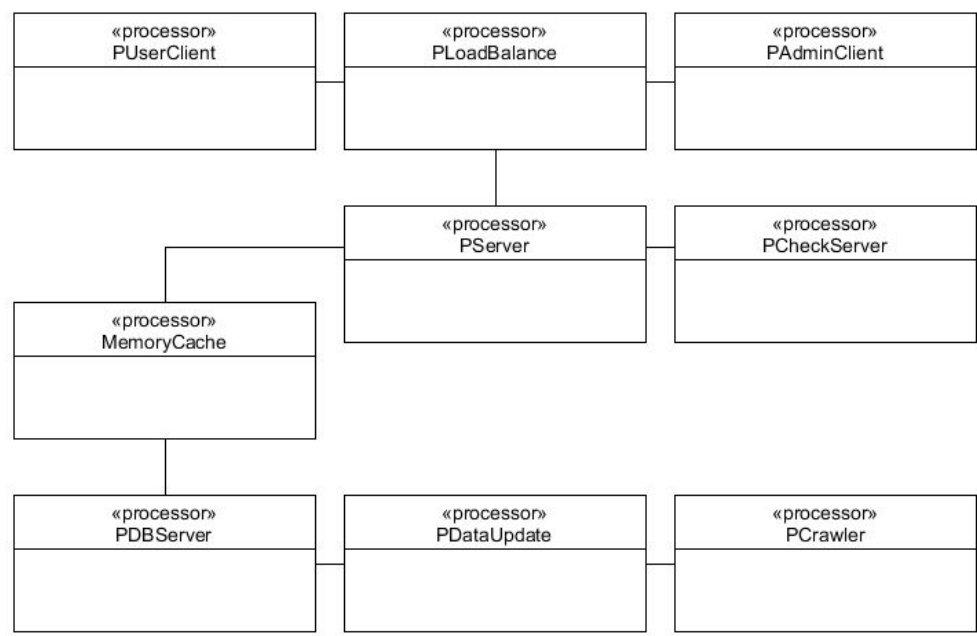 «processor»
PUserClient
«processor»
PLoadBalance
«processor»
PAdminClient
«processor»
PServer
«processor»
PCheckServer
«processor»
MemoryCache
«processor»
PDBServer
«processor»
PDataUpdate
«processor»
PCrawler